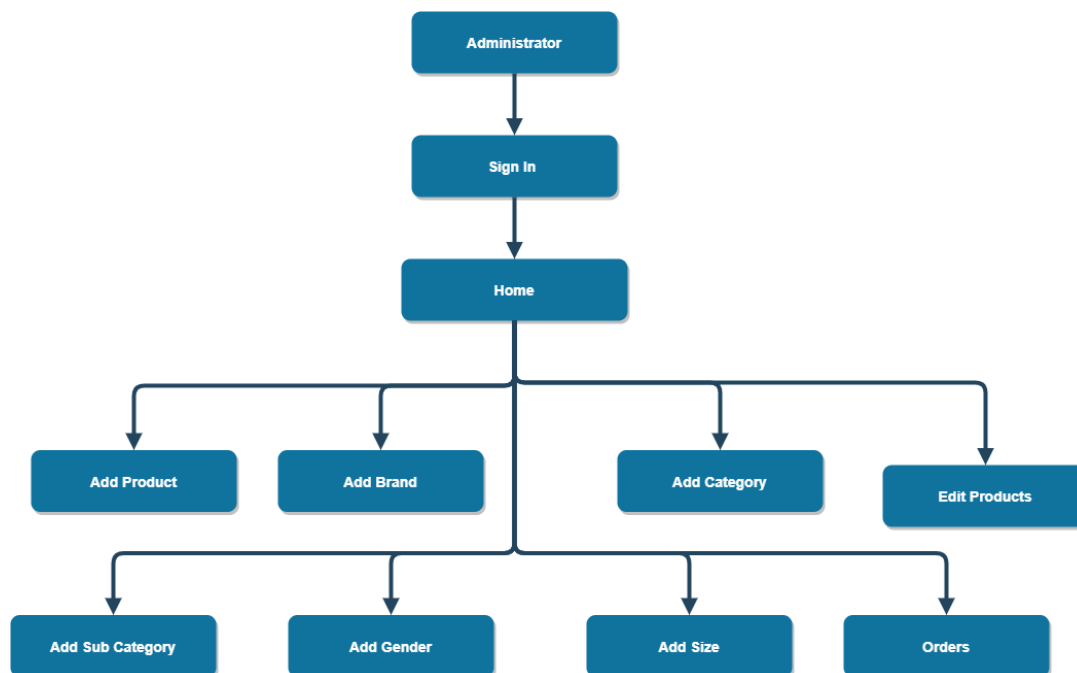 Administrator
Sign In
Home
Add Product
Add Brand
Add Category
Edit Products
Add Sub Category
Add Gender
Add Size
Orders